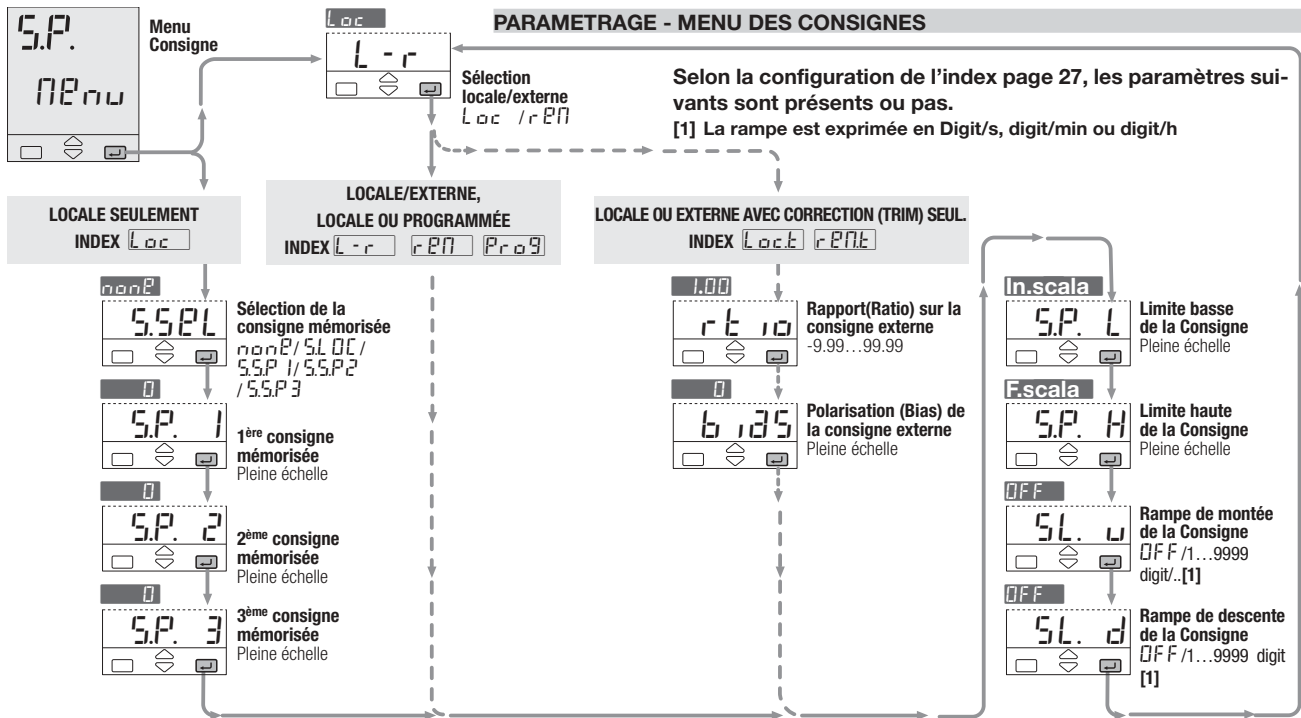 PARAMETRAGE - MENU DES CONSIGNES
S.P.
MEnu
Menu
Consigne
Loc
L-r
Sélection
locale/externe
Loc /rEM
Selon la configuration de l’index page 27, les paramètres sui-
vants sont présents ou pas.
[1] La rampe est exprimée en Digit/s, digit/min ou digit/h
LOCALE SEULEMENT
INDEX Loc
LOCALE/EXTERNE,
LOCALE OU PROGRAMMÉE
INDEX L-r rEM Prog
LOCALE OU EXTERNE AVEC CORRECTION (TRIM) SEUL.
INDEX Loc.t rEM.t
nonE
S.SEL
Sélection de la
consigne mémorisée
nonE/S.LOC/
S.S.P 1/S.S.P2
/S.S.P 3
0
S.P. 1
1ère consigne
mémorisée
Pleine échelle
0
S.P. 2
2ème consigne
mémorisée
Pleine échelle
0
S.P. 3
3ème consigne
mémorisée
Pleine échelle
1.00
rtio
Rapport(Ratio) sur la
consigne externe
-9.99…99.99
0
biaS
Polarisation (Bias) de
la consigne externe
Pleine échelle
In.scala
S.P. L
Limite basse
de la Consigne
Pleine échelle
F.scala
S.P. H
Limite haute
de la Consigne
Pleine échelle
OFF
SL. u
Rampe de montée
de la Consigne
OFF/1…9999
digit/..[1]
OFF
SL. d
Rampe de descente
de la Consigne
OFF/1…9999 digit
[1]